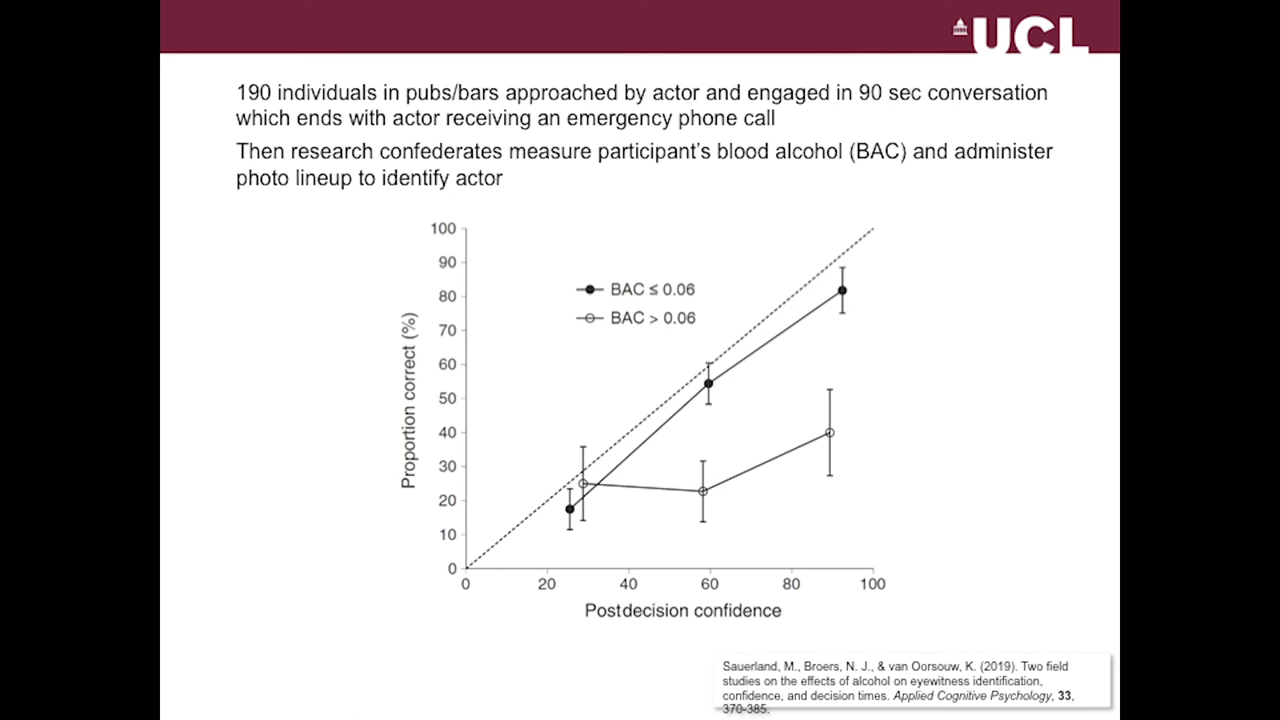 UCL
190 individuals in pubs/bars approached by actor and engaged in 90 sec conversation
which ends with actor receiving an emergency phone call
Then research confederates measure participant's blood alcohol (BAC) and administer
photo lineup to identify actor
100
90
80
70
60
50
40
30
20
10
0
Proportion correct (%)
BAC ≤ 0.06
BAC > 0.06
0 20 40 60 80 100
Postdecision confidence
Sauerland, M., Broers, N. J., & van Oorsouw, K. (2019). Two field
studies on the effects of alcohol on eyewitness identification,
confidence, and decision times. Applied Cognitive Psychology, 33,
370-385.